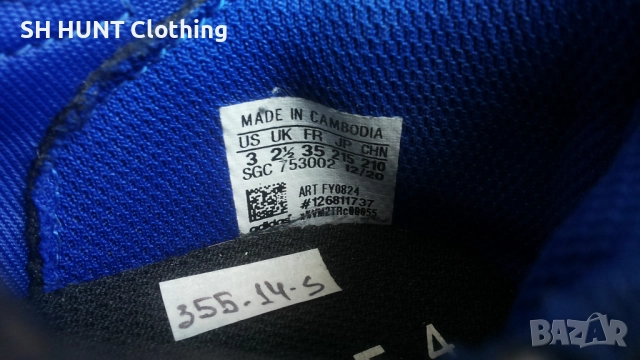 SH HUNT Clothing
MADE IN CAMBODIA
US UK FR JP CHN
3 2½ 35 215 210
SGC 753002 12/20
ART FY0824
#126811737
adidas
355-14-S
BAZAR